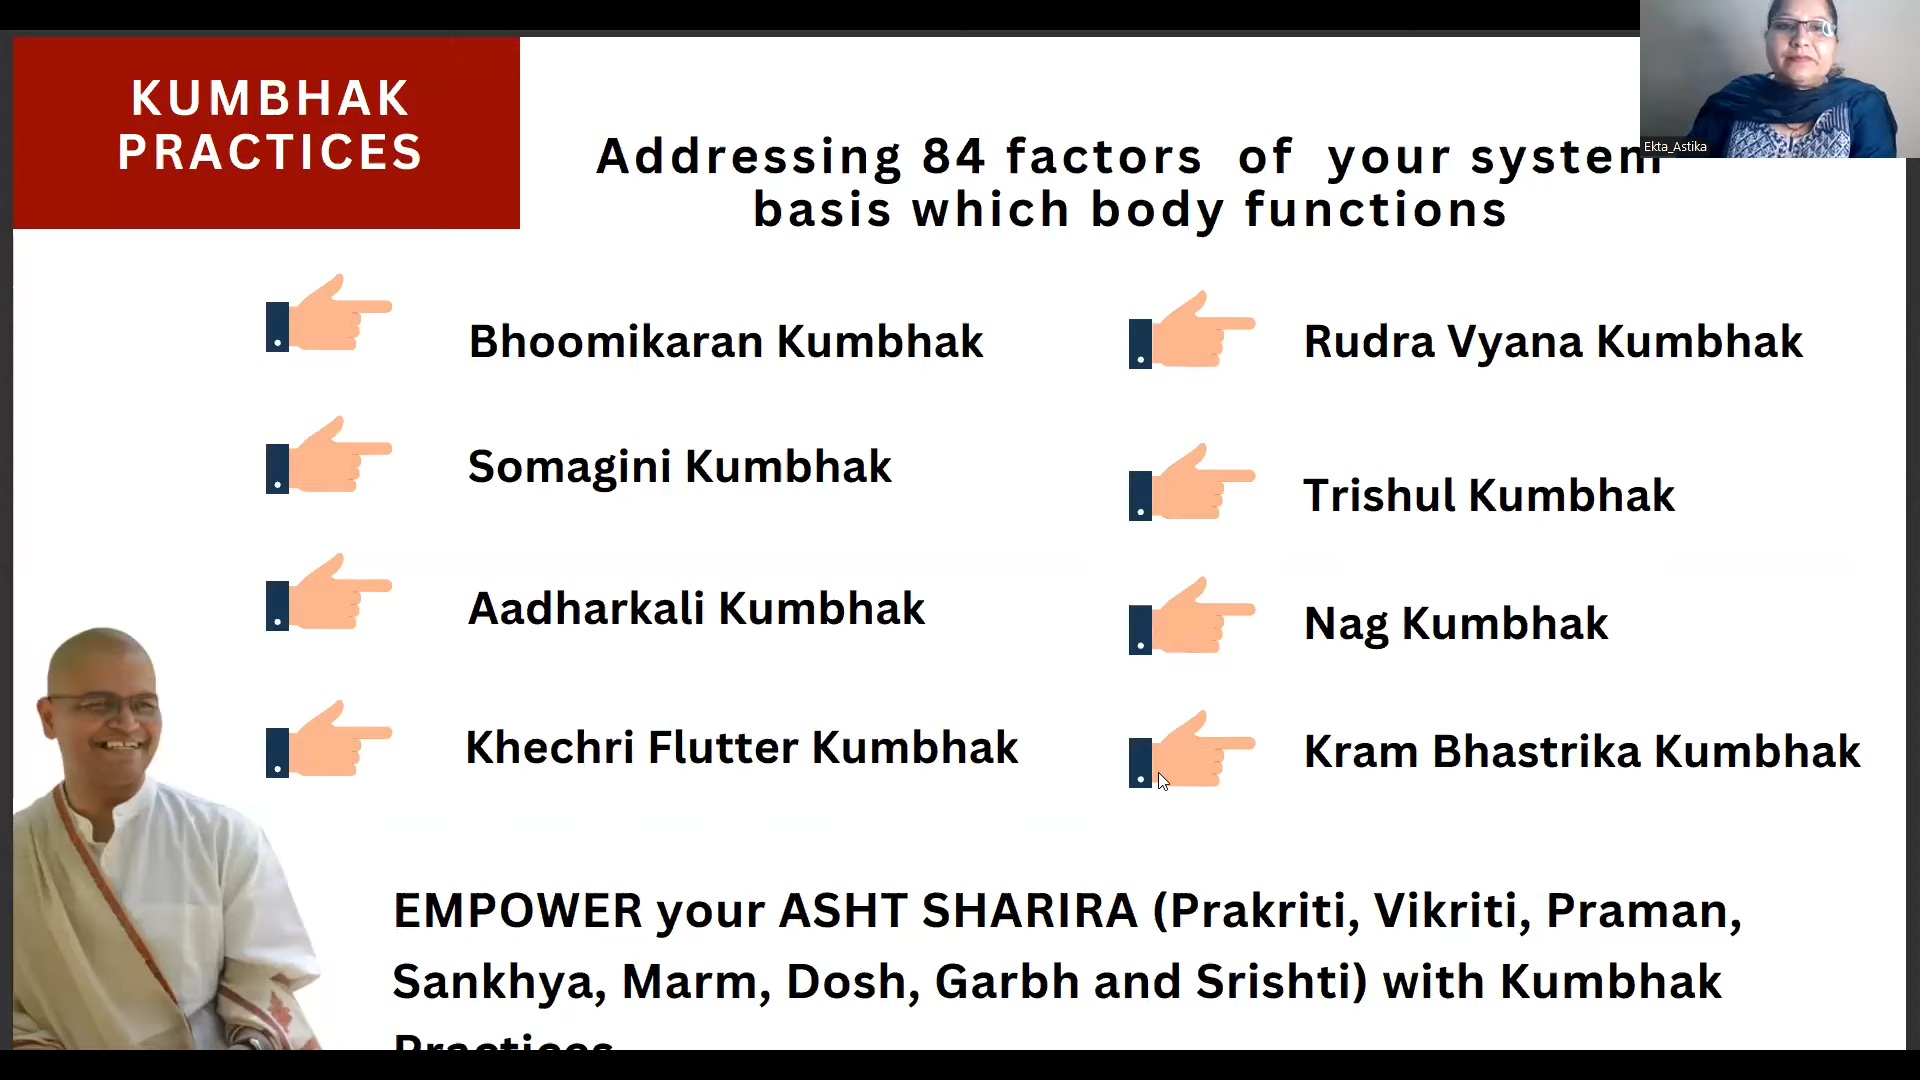 KUMBHAK
PRACTICES
Addressing 84 factors of your system
basis which body functions
Ekta_Astika
Bhoomikaran Kumbhak
Rudra Vyana Kumbhak
Somagini Kumbhak
Trishul Kumbhak
Aadharkali Kumbhak
Nag Kumbhak
Khechri Flutter Kumbhak
Kram Bhastrika Kumbhak
EMPOWER your ASHT SHARIRA (Prakriti, Vikriti, Praman,
Sankhya, Marm, Dosh, Garbh and Srishti) with Kumbhak
Practices